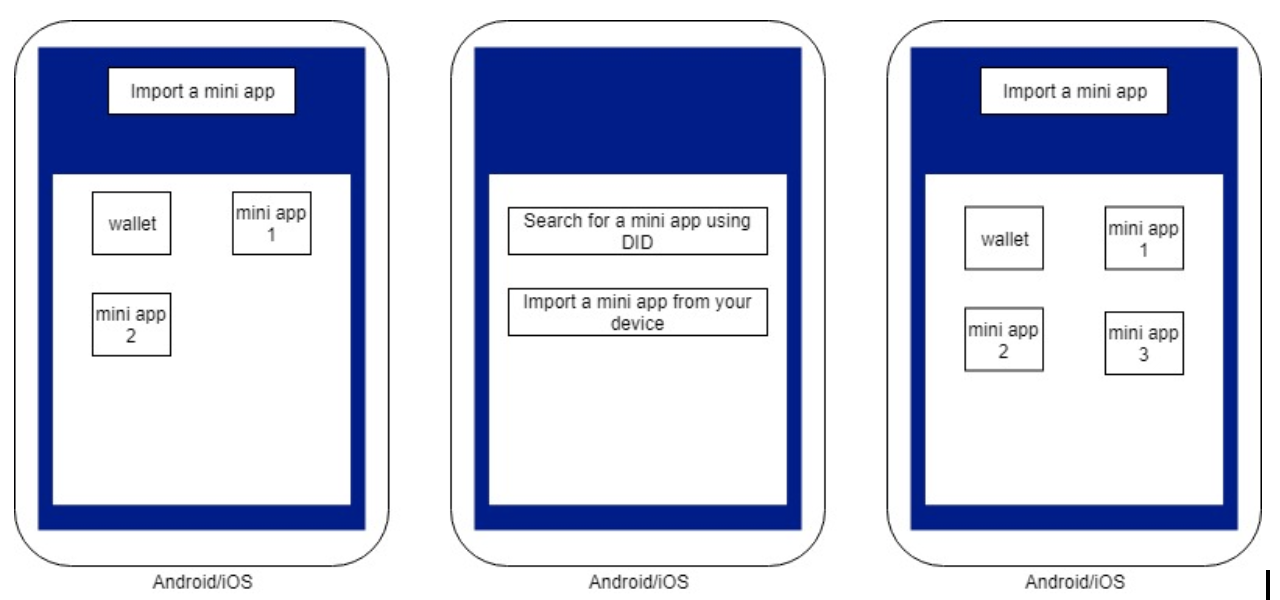 Import a mini app
wallet
mini app
1
mini app
2
Android/iOS
Search for a mini app using
DID
Import a mini app from your
device
Android/iOS
Import a mini app
wallet
mini app
1
mini app
2
mini app
3
Android/iOS